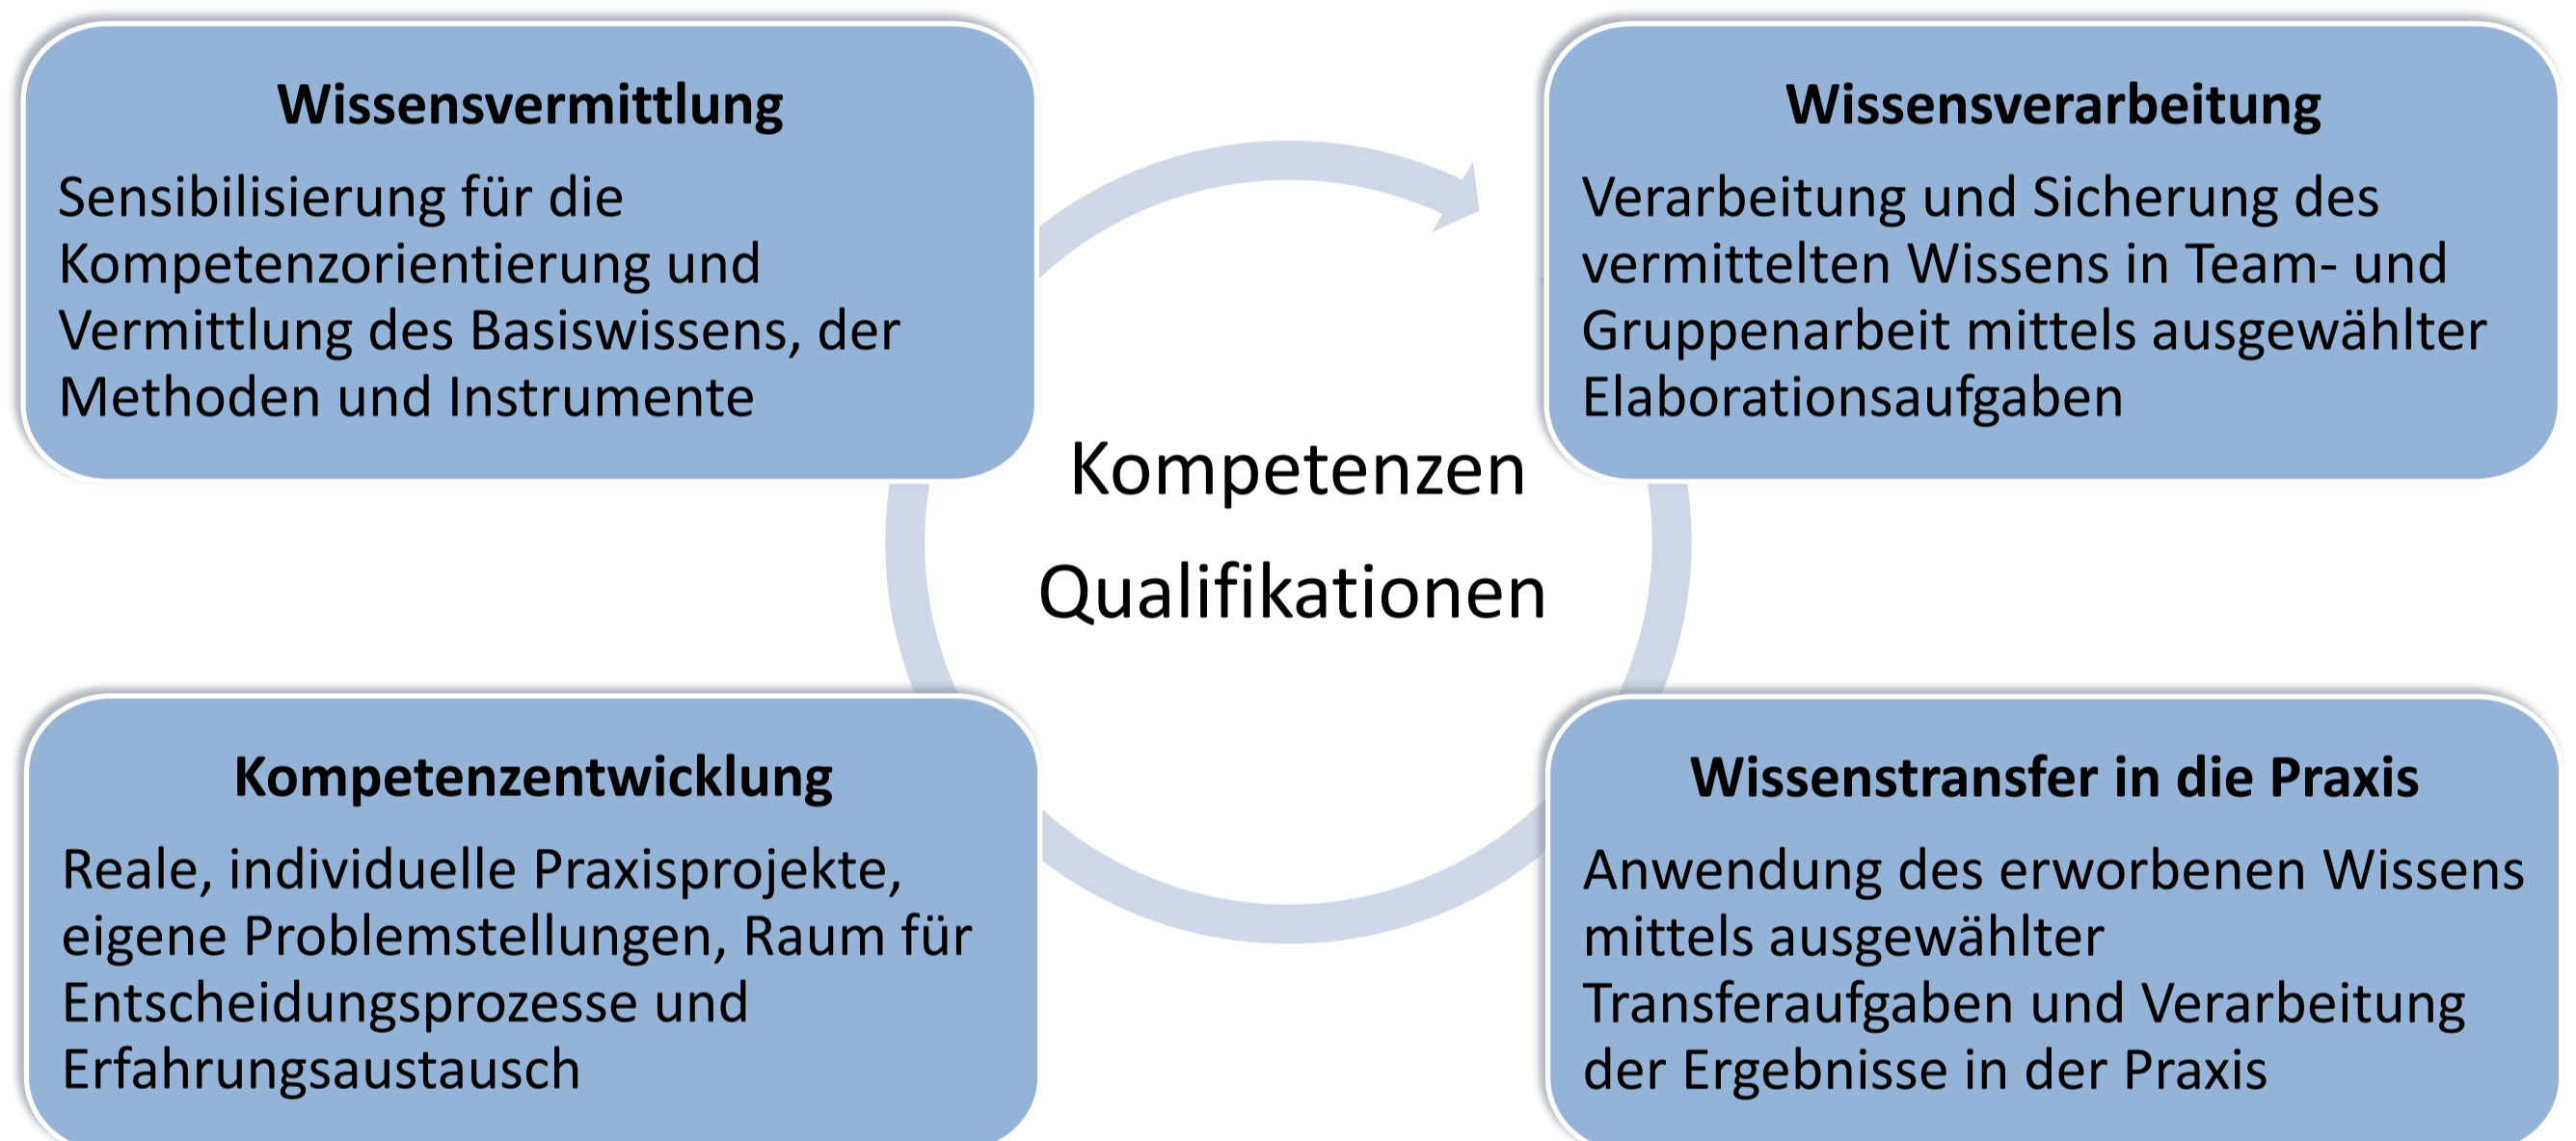 Wissensvermittlung
Sensibilisierung für die
Kompetenzorientierung und
Vermittlung des Basiswissens, der
Methoden und Instrumente
Wissensverarbeitung
Verarbeitung und Sicherung des
vermittelten Wissens in Team- und
Gruppenarbeit mittels ausgewählter
Elaborationsaufgaben
Kompetenzen
Qualifikationen
Kompetenzentwicklung
Reale, individuelle Praxisprojekte,
eigene Problemstellungen, Raum für
Entscheidungsprozesse und
Erfahrungsaustausch
Wissenstransfer in die Praxis
Anwendung des erworbenen Wissens
mittels ausgewählter
Transferaufgaben und Verarbeitung
der Ergebnisse in der Praxis